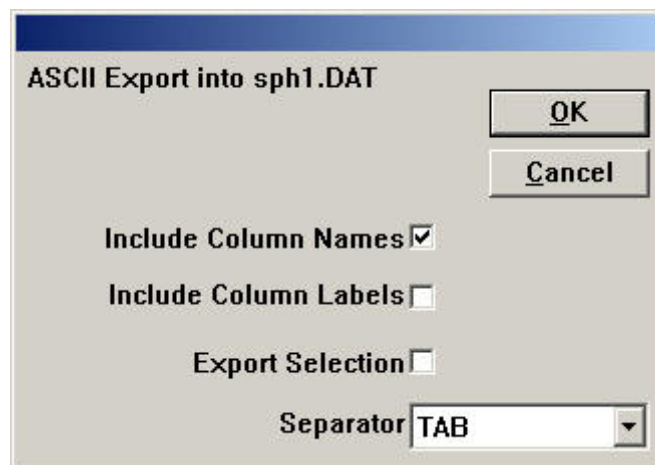 ASCII Export into sph1.DAT
OK
Cancel
Include Column Names
Include Column Labels
Export Selection
Separator TAB